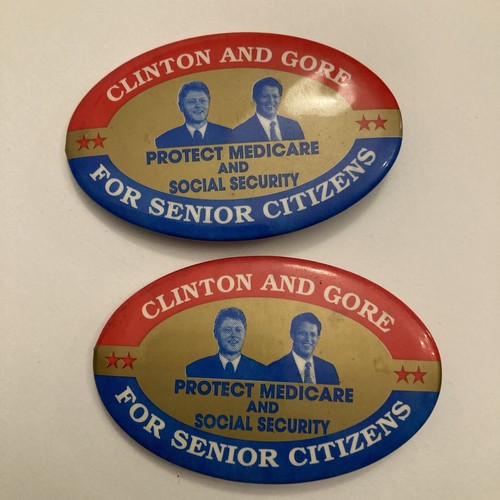 CLINTON AND GORE
PROTECT MEDICARE
AND
SOCIAL SECURITY
FOR SENIOR CITIZENS
CLINTON AND GORE
PROTECT MEDICARE
AND
SOCIAL SECURITY
FOR SENIOR CITIZENS